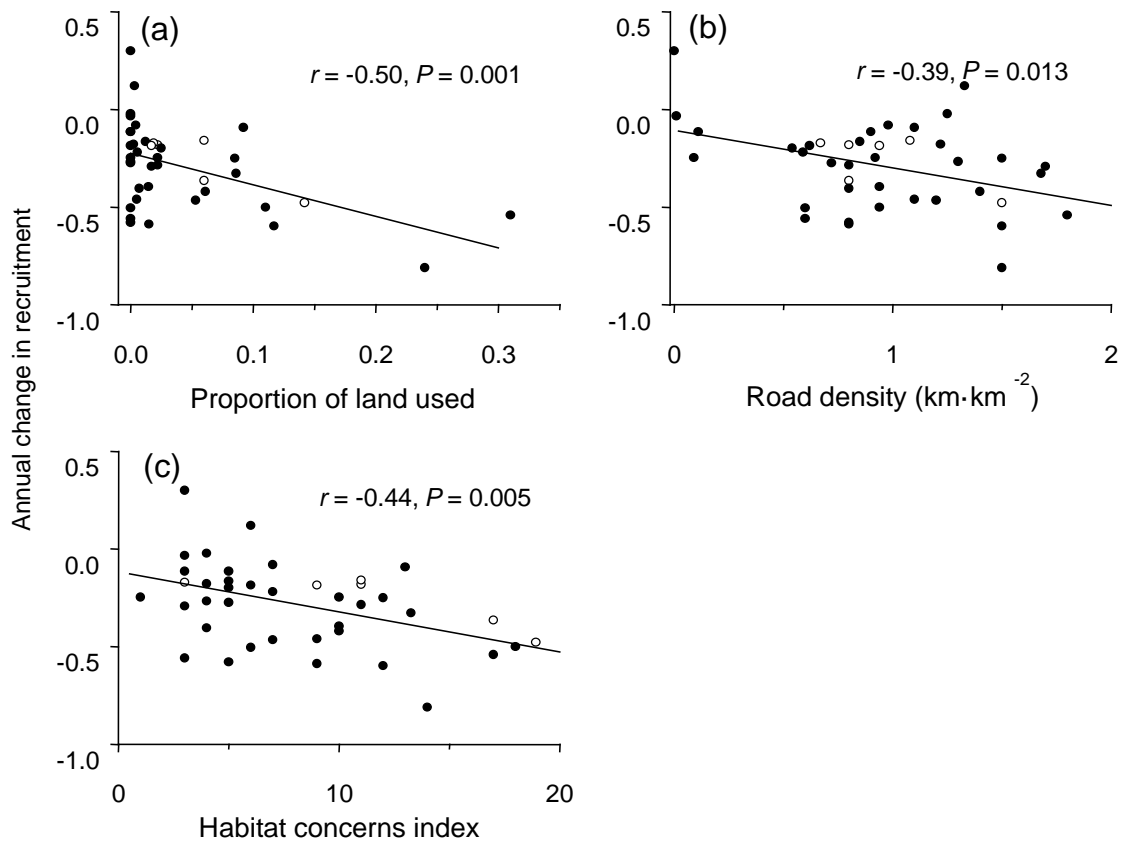 Annual change in recruitment
(a)
r = -0.50, P = 0.001
0.5
0.0
-0.5
-1.0
0.0 0.1 0.2 0.3
Proportion of land used
(b)
r = -0.39, P = 0.013
0.5
0.0
-0.5
-1.0
0 1 2
Road density (km·km⁻²)
(c)
r = -0.44, P = 0.005
0.5
0.0
-0.5
-1.0
0 10 20
Habitat concerns index